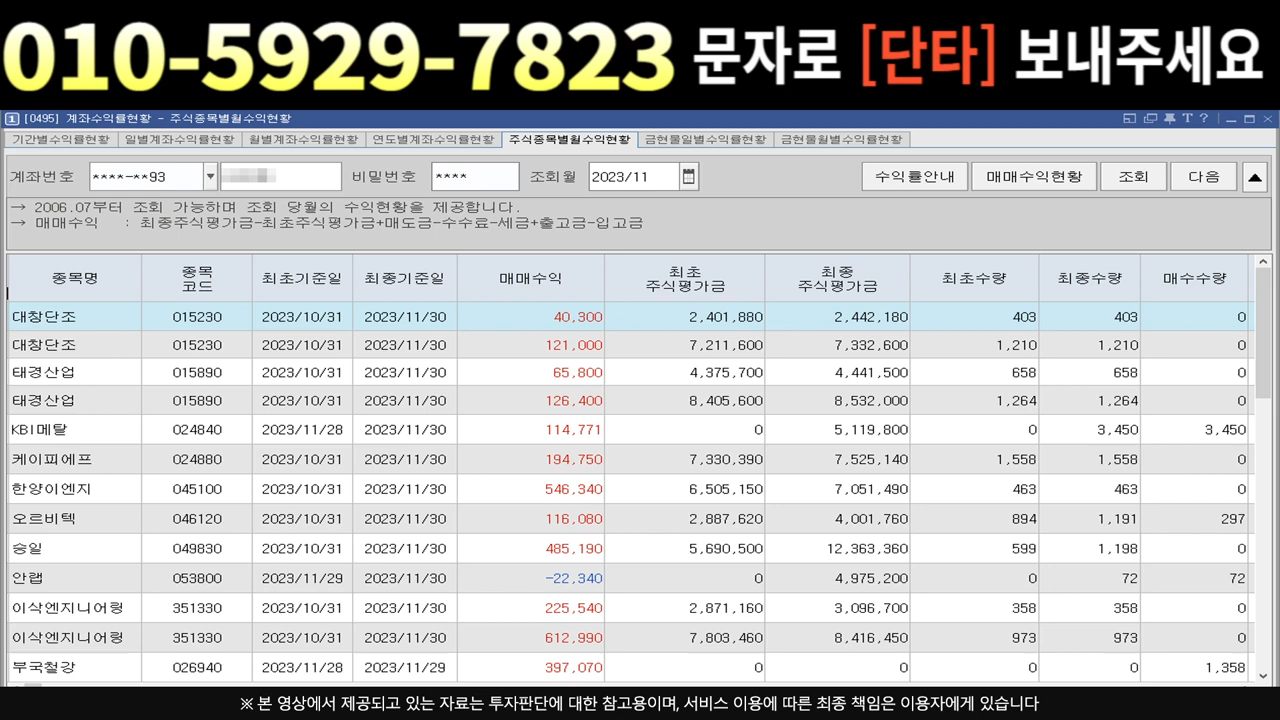 010-5929-7823 문자로 [단타] 보내주세요
1 [0495] 계좌수익률현황 - 주식종목별월수익현황
기간별수익률현황 일별계좌수익률현황 월별계좌수익률현황 연도별계좌수익률현황 주식종목별월수익현황 금현물일별수익률현황 금현물월별수익률현황
계좌번호 ****-**93 비밀번호 **** 조회월 2023/11 수익률안내 매매수익현황 조회 다음
→ 2006.07부터 조회 가능하며 조회 당월의 수익현황을 제공합니다.
→ 매매수익 : 최종주식평가금-최초주식평가금+매도금-수수료-세금+출고금-입고금
종목명 종목 코드 최초기준일 최종기준일 매매수익 최초 주식평가금 최종 주식평가금 최초수량 최종수량 매수수량
대창단조 015230 2023/10/31 2023/11/30 40,300 2,401,880 2,442,180 403 403 0
대창단조 015230 2023/10/31 2023/11/30 121,000 7,211,600 7,332,600 1,210 1,210 0
태경산업 015890 2023/10/31 2023/11/30 65,800 4,375,700 4,441,500 658 658 0
태경산업 015890 2023/10/31 2023/11/30 126,400 8,405,600 8,532,000 1,264 1,264 0
KBI메탈 024840 2023/11/28 2023/11/30 114,771 0 5,119,800 0 3,450 3,450
케이피에프 024880 2023/10/31 2023/11/30 194,750 7,330,390 7,525,140 1,558 1,558 0
한양이엔지 045100 2023/10/31 2023/11/30 546,340 6,505,150 7,051,490 463 463 0
오르비텍 046120 2023/10/31 2023/11/30 116,080 2,887,620 4,001,760 894 1,191 297
승일 049830 2023/10/31 2023/11/30 485,190 5,690,500 12,363,360 599 1,198 0
안랩 053800 2023/11/29 2023/11/30 -22,340 0 4,975,200 0 72 72
이삭엔지니어링 351330 2023/10/31 2023/11/30 225,540 2,871,160 3,096,700 358 358 0
이삭엔지니어링 351330 2023/10/31 2023/11/30 612,990 7,803,460 8,416,450 973 973 0
부국철강 026940 2023/11/28 2023/11/29 397,070 0 0 0 0 1,358
※ 본 영상에서 제공되고 있는 자료는 투자판단에 대한 참고용이며, 서비스 이용에 따른 최종 책임은 이용자에게 있습니다